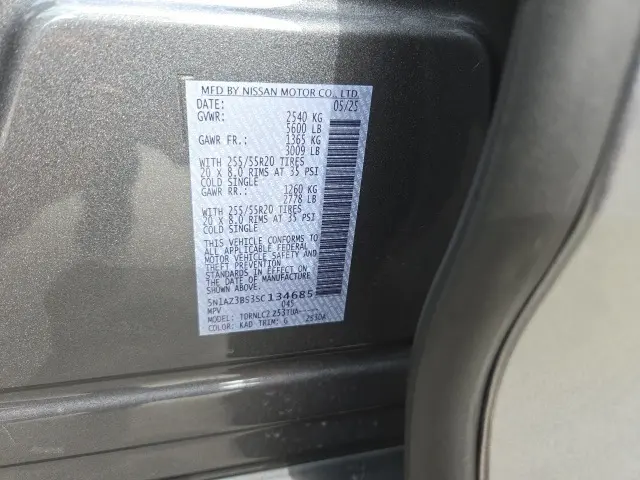 MFD BY NISSAN MOTOR CO., LTD.
DATE: 05/25
GVWR: 2540 KG
5600 LB
GAWR FR.: 1365 KG
3009 LB
WITH 255/55R20 TIRES
20 X 8.0 RIMS AT 35 PSI
COLD SINGLE
GAWR RR.: 1260 KG
2778 LB
WITH 255/55R20 TIRES
20 X 8.0 RIMS AT 35 PSI
COLD SINGLE
THIS VEHICLE CONFORMS TO
ALL APPLICABLE FEDERAL
MOTOR VEHICLE SAFETY AND
THEFT PREVENTION
STANDARDS IN EFFECT ON
THE DATE OF MANUFACTURE
SHOWN ABOVE.
5N1AZ3BS3SC134685
MPV 045
MODEL: TDRNLC2
COLOR: KAD TRIM: G